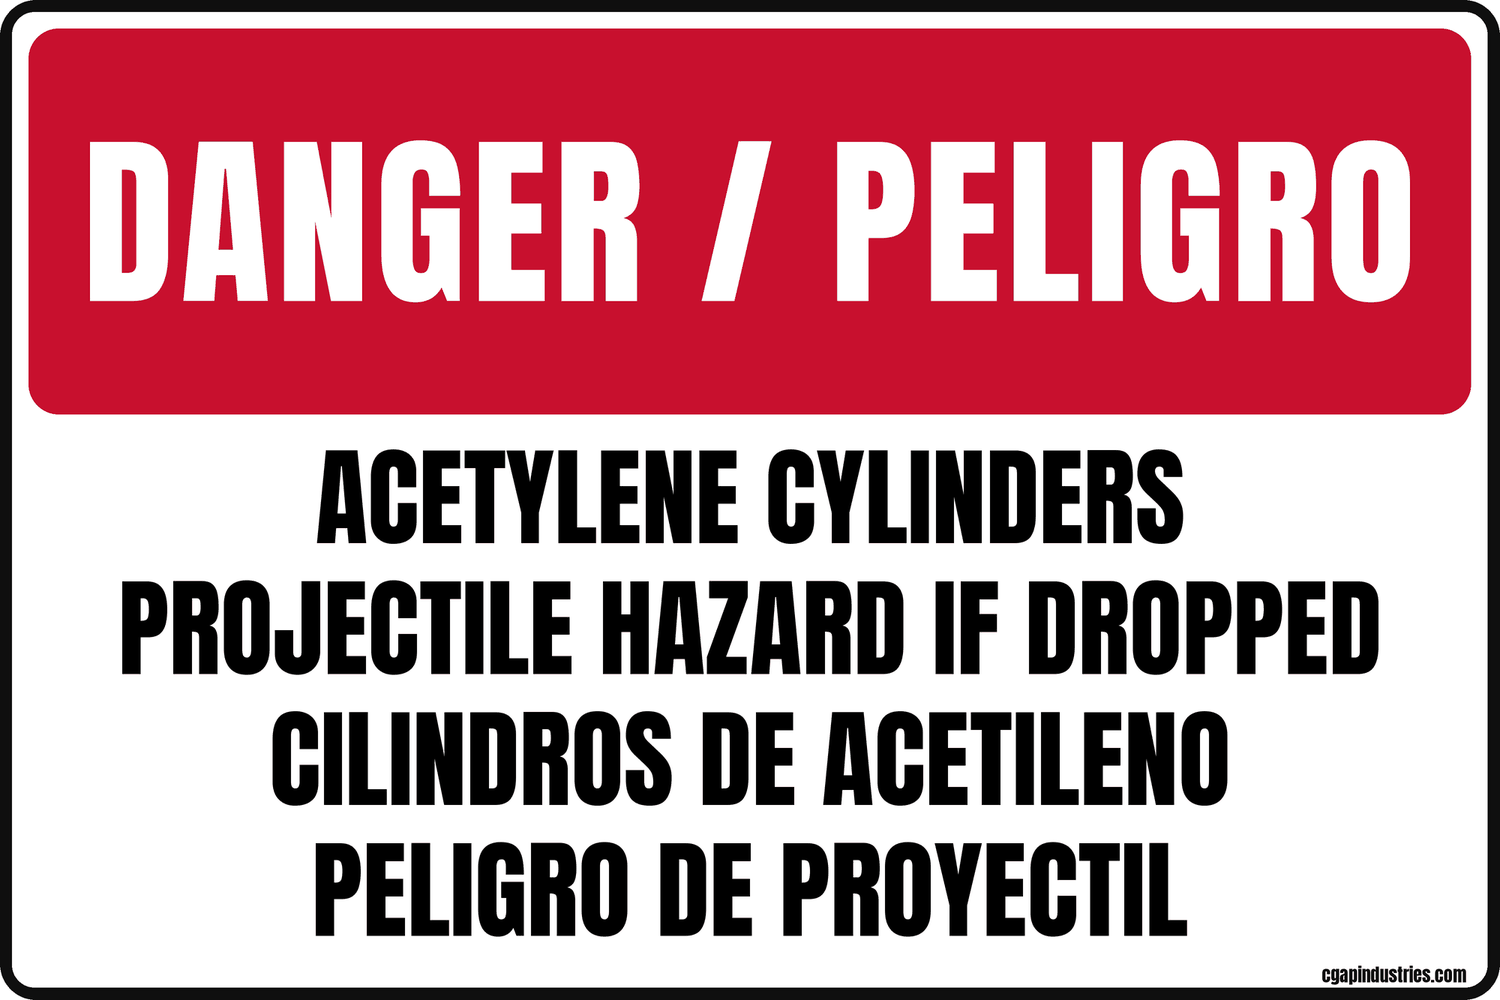 DANGER / PELIGRO
ACETYLENE CYLINDERS
PROJECTILE HAZARD IF DROPPED
CILINDROS DE ACETILENO
PELIGRO DE PROYECTIL
cgapindustries.com